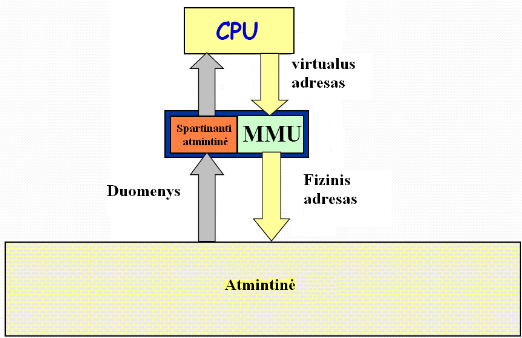 CPU
virtualus
adresas
Spartinanti
atmintinė
MMU
Duomenys
Fizinis
adresas
Atmintinė